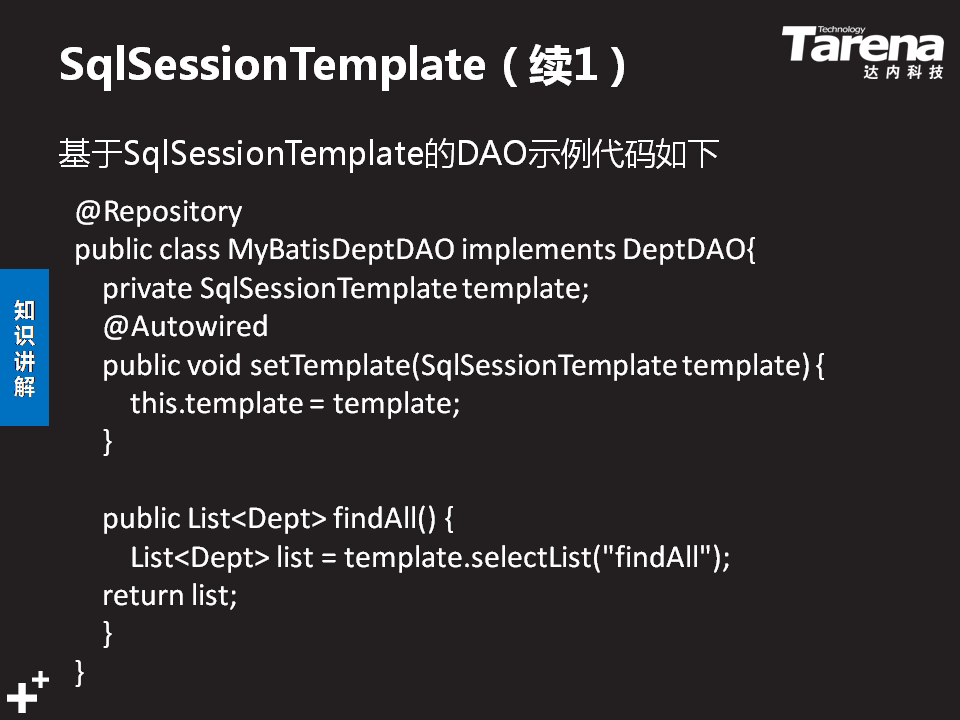 SqlSessionTemplate（续1）
Technology
Tarena
达内科技
基于SqlSessionTemplate的DAO示例代码如下
@Repository
public class MyBatisDeptDAO implements DeptDAO{
private SqlSessionTemplate template;
@Autowired
public void setTemplate(SqlSessionTemplate template) {
this.template = template;
}
public List<Dept> findAll() {
List<Dept> list = template.selectList("findAll");
return list;
}
}
知识讲解